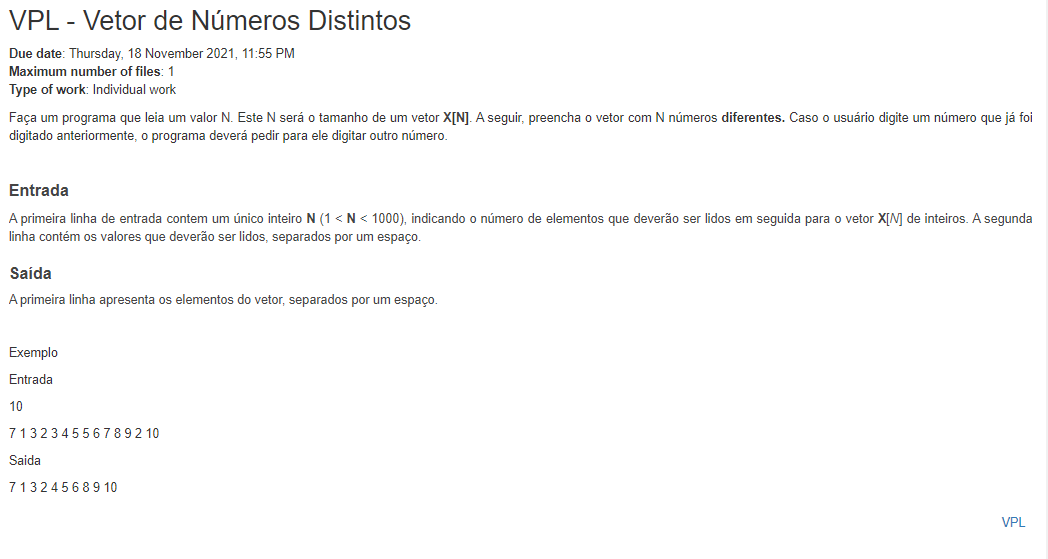 VPL - Vetor de Números Distintos
Due date: Thursday, 18 November 2021, 11:55 PM
Maximum number of files: 1
Type of work: Individual work
Faça um programa que leia um valor N. Este N será o tamanho de um vetor X[N]. A seguir, preencha o vetor com N números diferentes. Caso o usuário digite um número que já foi
digitado anteriormente, o programa deverá pedir para ele digitar outro número.
Entrada
A primeira linha de entrada contem um único inteiro N (1 < N < 1000), indicando o número de elementos que deverão ser lidos em seguida para o vetor X[N] de inteiros. A segunda
linha contém os valores que deverão ser lidos, separados por um espaço.
Saída
A primeira linha apresenta os elementos do vetor, separados por um espaço.
Exemplo
Entrada
10
7 1 3 2 3 4 5 5 6 7 8 9 2 10
Saida
7 1 3 2 4 5 6 8 9 10
VPL